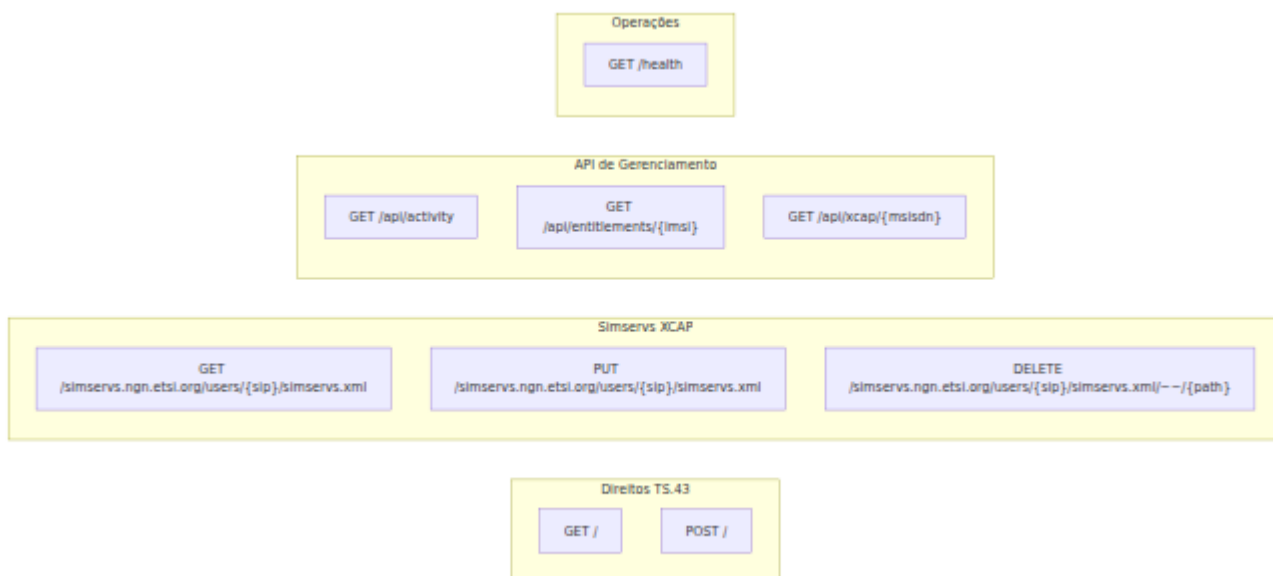 Operações
GET /health
API de Gerenciamento
GET /api/activity
GET
/api/entitlements/{imsi}
GET /api/xcap/{msisdn}
Simservs XCAP
GET
/simservs.ngn.etsi.org/users/{sip}/simservs.xml
PUT
/simservs.ngn.etsi.org/users/{sip}/simservs.xml
DELETE
/simservs.ngn.etsi.org/users/{sip}/simservs.xml/~~/{path}
Direitos TS.43
GET /
POST /